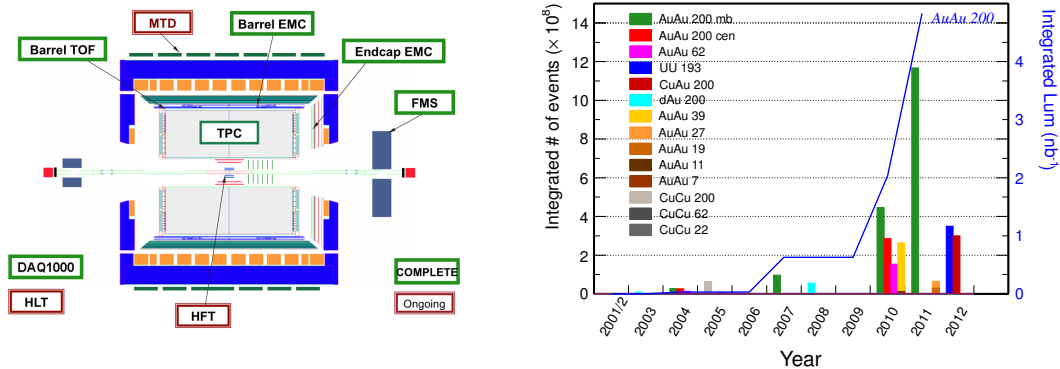 MTD
Barrel EMC
Barrel TOF
Endcap EMC
FMS
TPC
DAQ1000
COMPLETE
HLT
HFT
Ongoing
Integrated # of events (× 10⁸)
14
12
10
8
6
4
2
0
AuAu 200 mb
AuAu 200 cen
AuAu 62
UU 193
CuAu 200
dAu 200
AuAu 39
AuAu 27
AuAu 19
AuAu 11
AuAu 7
CuCu 200
CuCu 62
CuCu 22
AuAu 200
4
3
2
1
0
Integrated Lum (nb⁻¹)
2001/2
2003
2004
2005
2006
2007
2008
2009
2010
2011
2012
Year